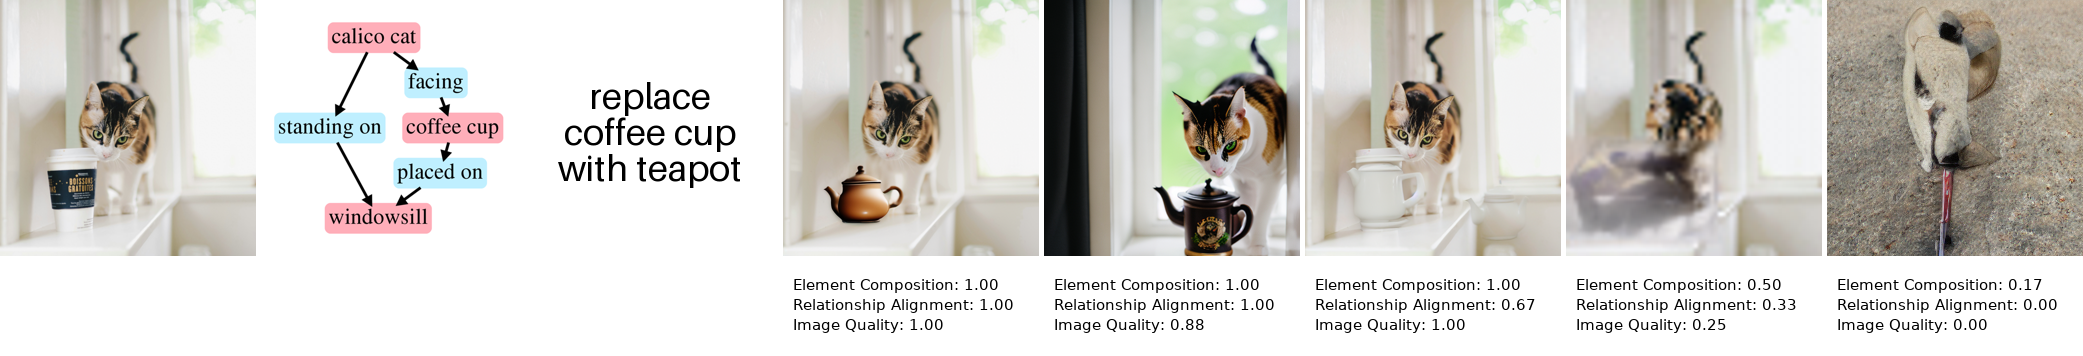 calico cat
facing
standing on
coffee cup
placed on
windowsill
replace
coffee cup
with teapot
BOISSONS
GRATUITES
Element Composition: 1.00
Relationship Alignment: 1.00
Image Quality: 1.00
Element Composition: 1.00
Relationship Alignment: 1.00
Image Quality: 0.88
Element Composition: 1.00
Relationship Alignment: 0.67
Image Quality: 1.00
Element Composition: 0.50
Relationship Alignment: 0.33
Image Quality: 0.25
Element Composition: 0.17
Relationship Alignment: 0.00
Image Quality: 0.00